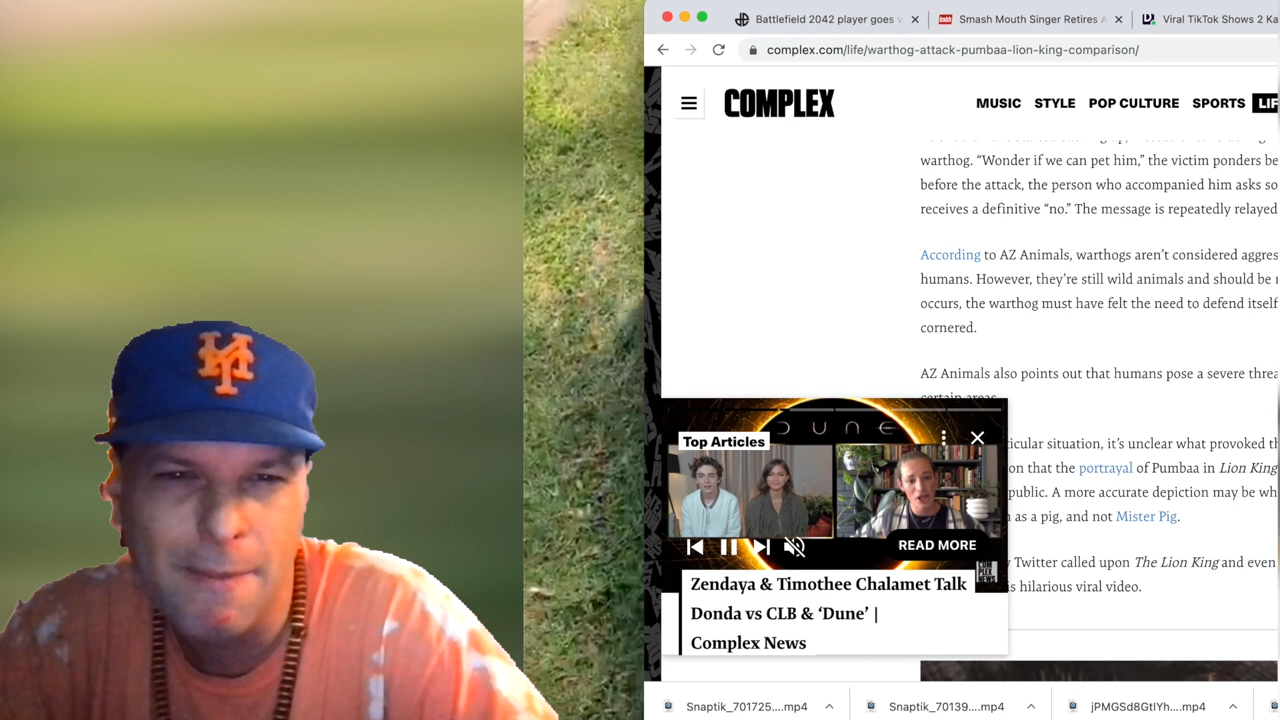 NY
Battlefield 2042 player goes v
Smash Mouth Singer Retires A
Viral TikTok Shows 2 Ka
complex.com/life/warthog-attack-pumbaa-lion-king-comparison/
COMPLEX
MUSIC STYLE POP CULTURE SPORTS LIF
warthog. “Wonder if we can pet him,” the victim ponders be
before the attack, the person who accompanied him asks so
receives a definitive “no.” The message is repeatedly relayed
According to AZ Animals, warthogs aren’t considered aggres
humans. However, they’re still wild animals and should be
occurs, the warthog must have felt the need to defend itself
cornered.
AZ Animals also points out that humans pose a severe threa
certain areas.
ticular situation, it’s unclear what provoked th
on that the portrayal of Pumbaa in Lion King
public. A more accurate depiction may be wh
n as a pig, and not Mister Pig.
y Twitter called upon The Lion King and even
is hilarious viral video.
DUNE
Top Articles
READ MORE
COMPLEX NEWS
Zendaya & Timothee Chalamet Talk
Donda vs CLB & ‘Dune’ |
Complex News
Snaptik_701725....mp4
Snaptik_70139....mp4
jPMGSd8GtIYh....mp4